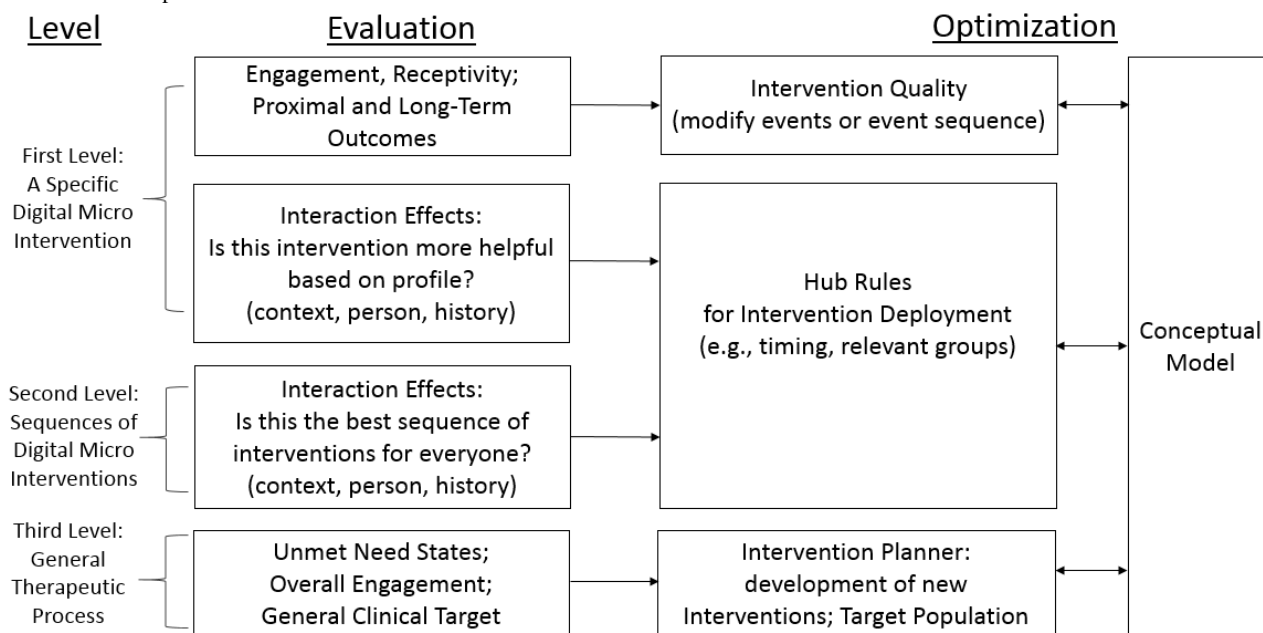 Level
Evaluation
Optimization
First Level:
A Specific
Digital Micro
Intervention
Engagement, Receptivity;
Proximal and Long-Term
Outcomes
Intervention Quality
(modify events or event sequence)
Interaction Effects:
Is this intervention more helpful
based on profile?
(context, person, history)
Hub Rules
for Intervention Deployment
(e.g., timing, relevant groups)
Conceptual
Model
Second Level:
Sequences of
Digital Micro
Interventions
Interaction Effects:
Is this the best sequence of
interventions for everyone?
(context, person, history)
Third Level:
General
Therapeutic
Process
Unmet Need States;
Overall Engagement;
General Clinical Target
Intervention Planner:
development of new
Interventions; Target Population